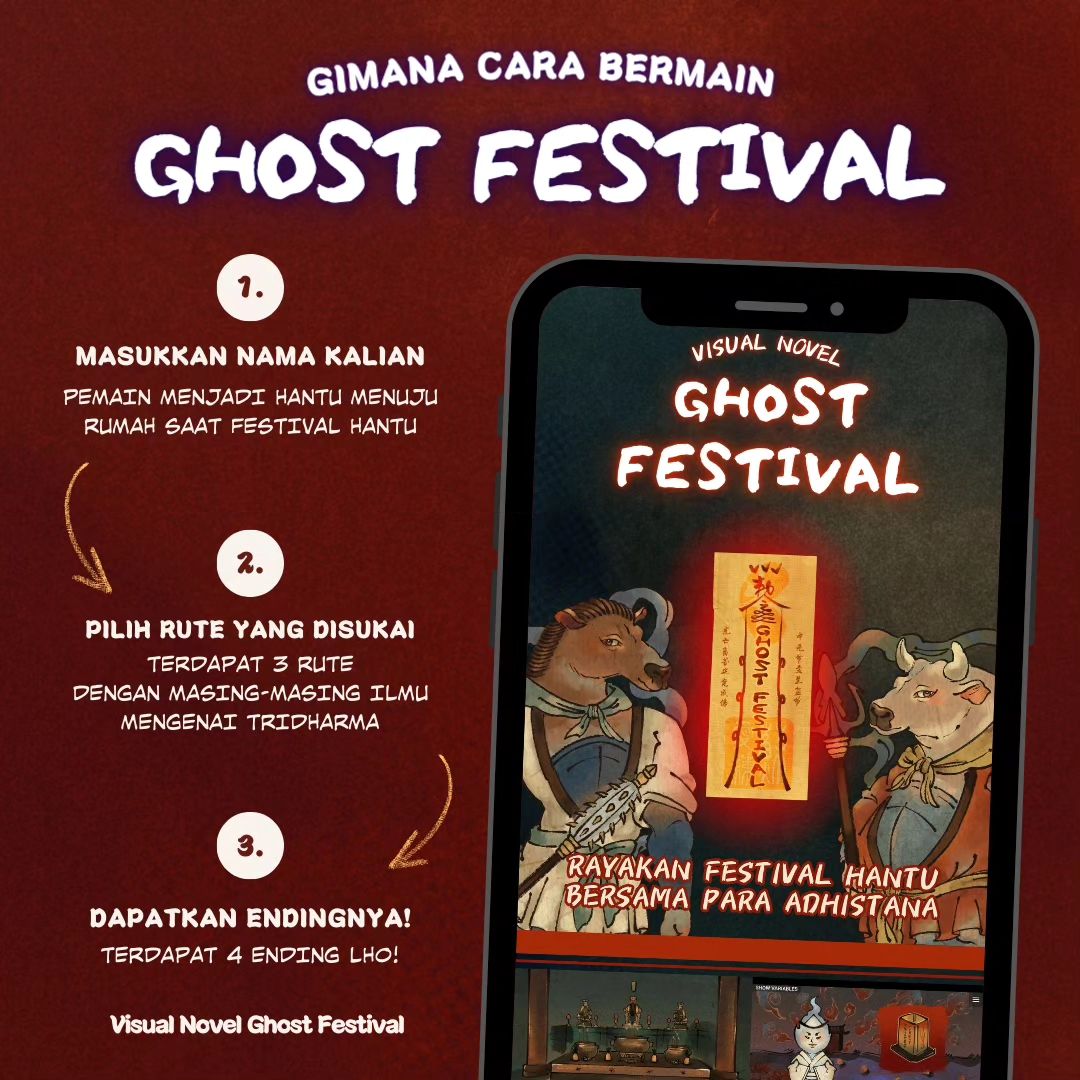 GIMANA CARA BERMAIN
GHOST FESTIVAL
1.
MASUKKAN NAMA KALIAN
PEMAIN MENJADI HANTU MENUJU
RUMAH SAAT FESTIVAL HANTU
2.
PILIH RUTE YANG DISUKAI
TERDAPAT 3 RUTE
DENGAN MASING-MASING ILMU
MENGENAI TRIDHARMA
3.
DAPATKAN ENDINGNYA!
TERDAPAT 4 ENDING LHO!
Visual Novel Ghost Festival
VISUAL NOVEL
GHOST
FESTIVAL
GHOST FESTIVAL
RAYAKAN FESTIVAL HANTU
BERSAMA PARA ADHISTANA
SHOW VARIABLES